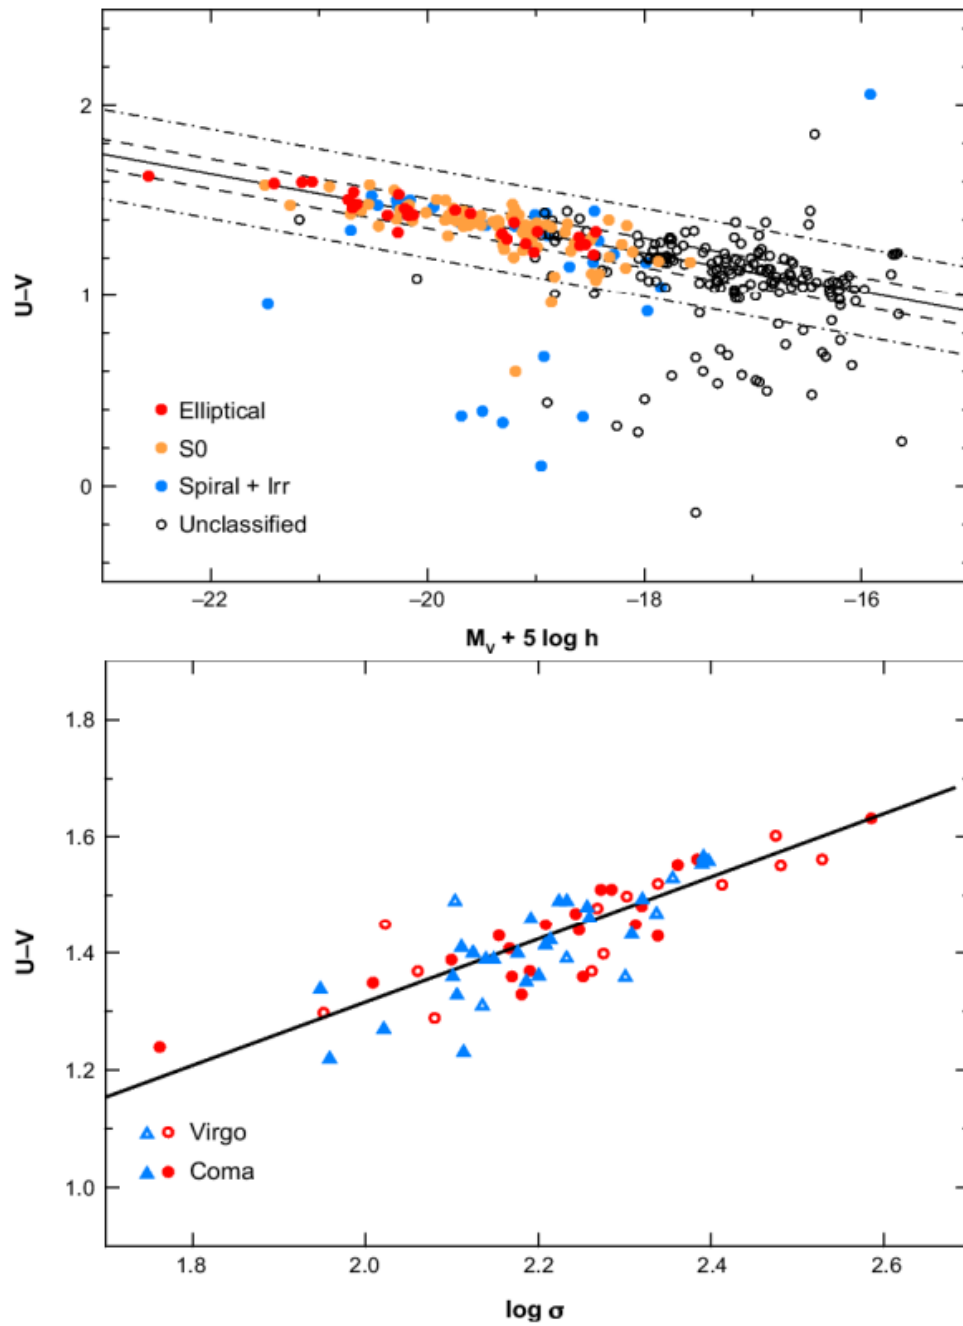 2
1
0
U–V
Elliptical
S0
Spiral + Irr
Unclassified
–22
–20
–18
–16
M_V + 5 log h
1.8
1.6
1.4
1.2
1.0
U–V
Virgo
Coma
1.8
2.0
2.2
2.4
2.6
log σ